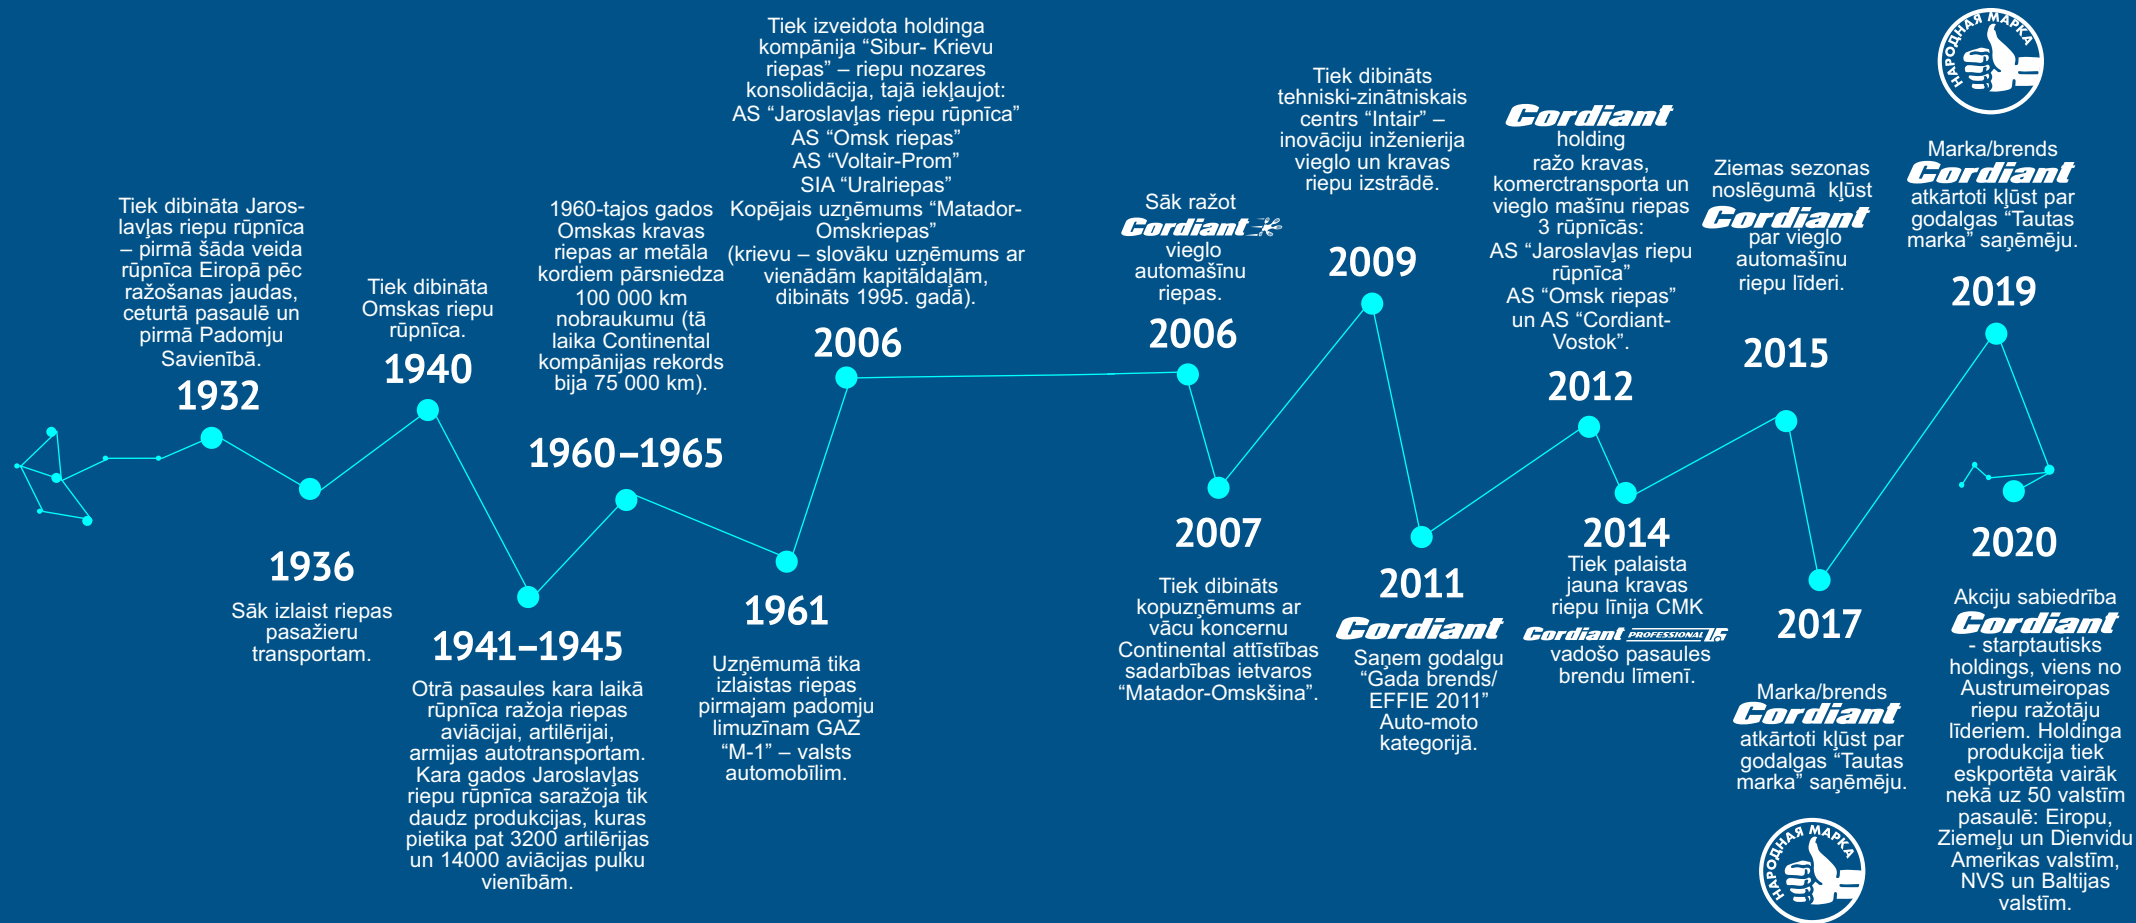 Tiek dibināta Jaros-
lavļas riepu rūpnīca
– pirmā šāda veida
rūpnīca Eiropā pēc
ražošanas jaudas,
ceturtā pasaulē un
pirmā Padomju
Savienībā.
1932
1936
Sāk izlaist riepas
pasažieru
transportam.
Tiek dibināta
Omskas riepu
rūpnīca.
1940
1941–1945
Otrā pasaules kara laikā
rūpnīca ražoja riepas
aviācijai, artilērijai,
armijas autotransportam.
Kara gados Jaroslavļas
riepu rūpnīca saražoja tik
daudz produkcijas, kuras
pietika pat 3200 artilērijas
un 14000 aviācijas pulku
vienībām.
1960-tajos gados
Omskas kravas
riepas ar metāla
kordiem pārsniedza
100 000 km
nobraukumu (tā
laika Continental
kompānijas rekords
bija 75 000 km).
1960–1965
1961
Uzņēmumā tika
izlaistas riepas
pirmajam padomju
limuzīnam GAZ
“M-1” – valsts
automobīlim.
Tiek izveidota holdinga
kompānija “Sibur- Krievu
riepas” – riepu nozares
konsolidācija, tajā iekļaujot:
AS “Jaroslavļas riepu rūpnīca”
AS “Omsk riepas”
AS “Voltair-Prom”
SIA “Uralriepas”
Kopējais uzņēmums “Matador-
Omskriepas”
(krievu – slovāku uzņēmums ar
vienādām kapitāldaļām,
dibināts 1995. gadā).
2006
Sāk ražot
Cordiant
vieglo
automašīnu
riepas.
2006
2007
Tiek dibināts
kopuzņēmums ar
vācu koncernu
Continental attīstības
sadarbības ietvaros
“Matador-Omskšina”.
Tiek dibināts
tehniski-zinātniskais
centrs “Intair” –
inovāciju inženierija
vieglo un kravas
riepu izstrādē.
2009
2011
Cordiant
Saņem godalgu
“Gada brends/
EFFIE 2011”
Auto-moto
kategorijā.
Cordiant
holding
ražo kravas,
komerctransporta un
vieglo mašīnu riepas
3 rūpnīcās:
AS “Jaroslavļas riepu
rūpnīca”
AS “Omsk riepas”
un AS “Cordiant-
Vostok”.
2012
2014
Tiek palaista
jauna kravas
riepu līnija CMK
Cordiant PROFESSIONAL
vadošo pasaules
brendu līmenī.
Ziemas sezonas
noslēgumā kļūst
Cordiant
par vieglo
automašīnu
riepu līderi.
2015
2017
Marka/brends
Cordiant
atkārtoti kļūst par
godalgas “Tautas
marka” saņēmēju.
НАРОДНАЯ МАРКА
НАРОДНАЯ МАРКА
Marka/brends
Cordiant
atkārtoti kļūst par
godalgas “Tautas
marka” saņēmēju.
2019
2020
Akciju sabiedrība
Cordiant
- starptautisks
holdings, viens no
Austrumeiropas
riepu ražotāju
līderiem. Holdinga
produkcija tiek
eskportēta vairāk
nekā uz 50 valstīm
pasaulē: Eiropu,
Ziemeļu un Dienvidu
Amerikas valstīm,
NVS un Baltijas
valstīm.